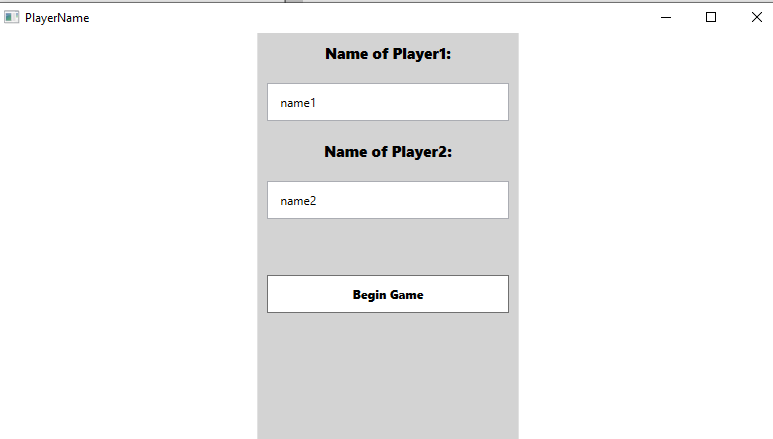 PlayerName
Name of Player1:
name1
Name of Player2:
name2
Begin Game